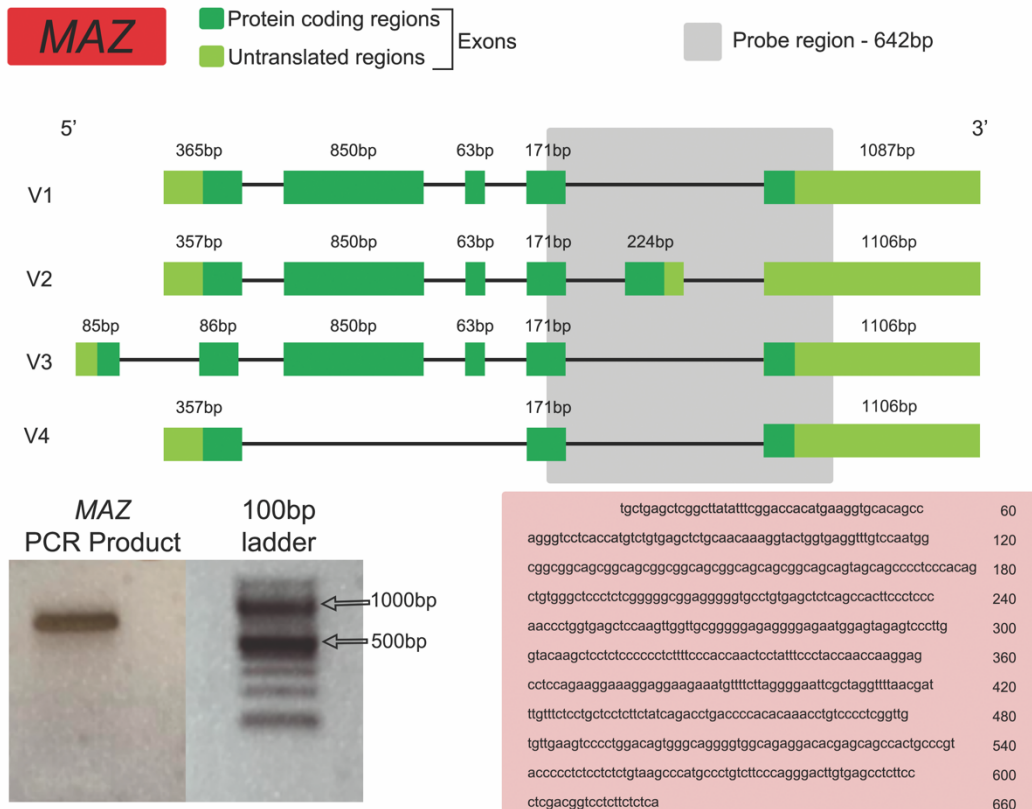 MAZ
Protein coding regions
Untranslated regions
Exons
Probe region - 642bp
5’
3’
365bp 850bp 63bp 171bp 1087bp
V1
357bp 850bp 63bp 171bp 224bp 1106bp
V2
85bp 86bp 850bp 63bp 171bp 1106bp
V3
357bp 171bp 1106bp
V4
MAZ
PCR Product
100bp
ladder
1000bp
500bp
tgctgagctcggcttatatttcggaccacatgaaggtgcacagcc 60
agggtcctcaccatgtctgtgagctctgcaacaaaggtactggtgaggtttgtccaatgg 120
cggcggcagcggcagcggcggcagcggcagcagcggcagcagtagcagcccctcccacag 180
ctgtgggctccctctcgggggcggagggggtgcctgtgagctctcagccacttccctccc 240
aaccctggtgagctccaagttggttgcgggggagaggggagaatggagtagagtcccttg 300
gtacaagctcctctcccccctcttttcccaccaactcctatttccctaccaaccaaggag 360
cctccagaaggaaaggaggaagaaatgttttcttaggggaattcgctaggttttaacgat 420
ttgtttctcctgctcctcttctatcagacctgaccccacacaaacctgtcccctcggttg 480
tgttgaagtcccctggacagtgggcaggggtggcagaggacacgagcagccactgcccgt 540
acccctctcctctctgtaagcccatgccctgtcttcccagggacttgtgagcctcttcc 600
ctcgacggtcctcttctctca 660